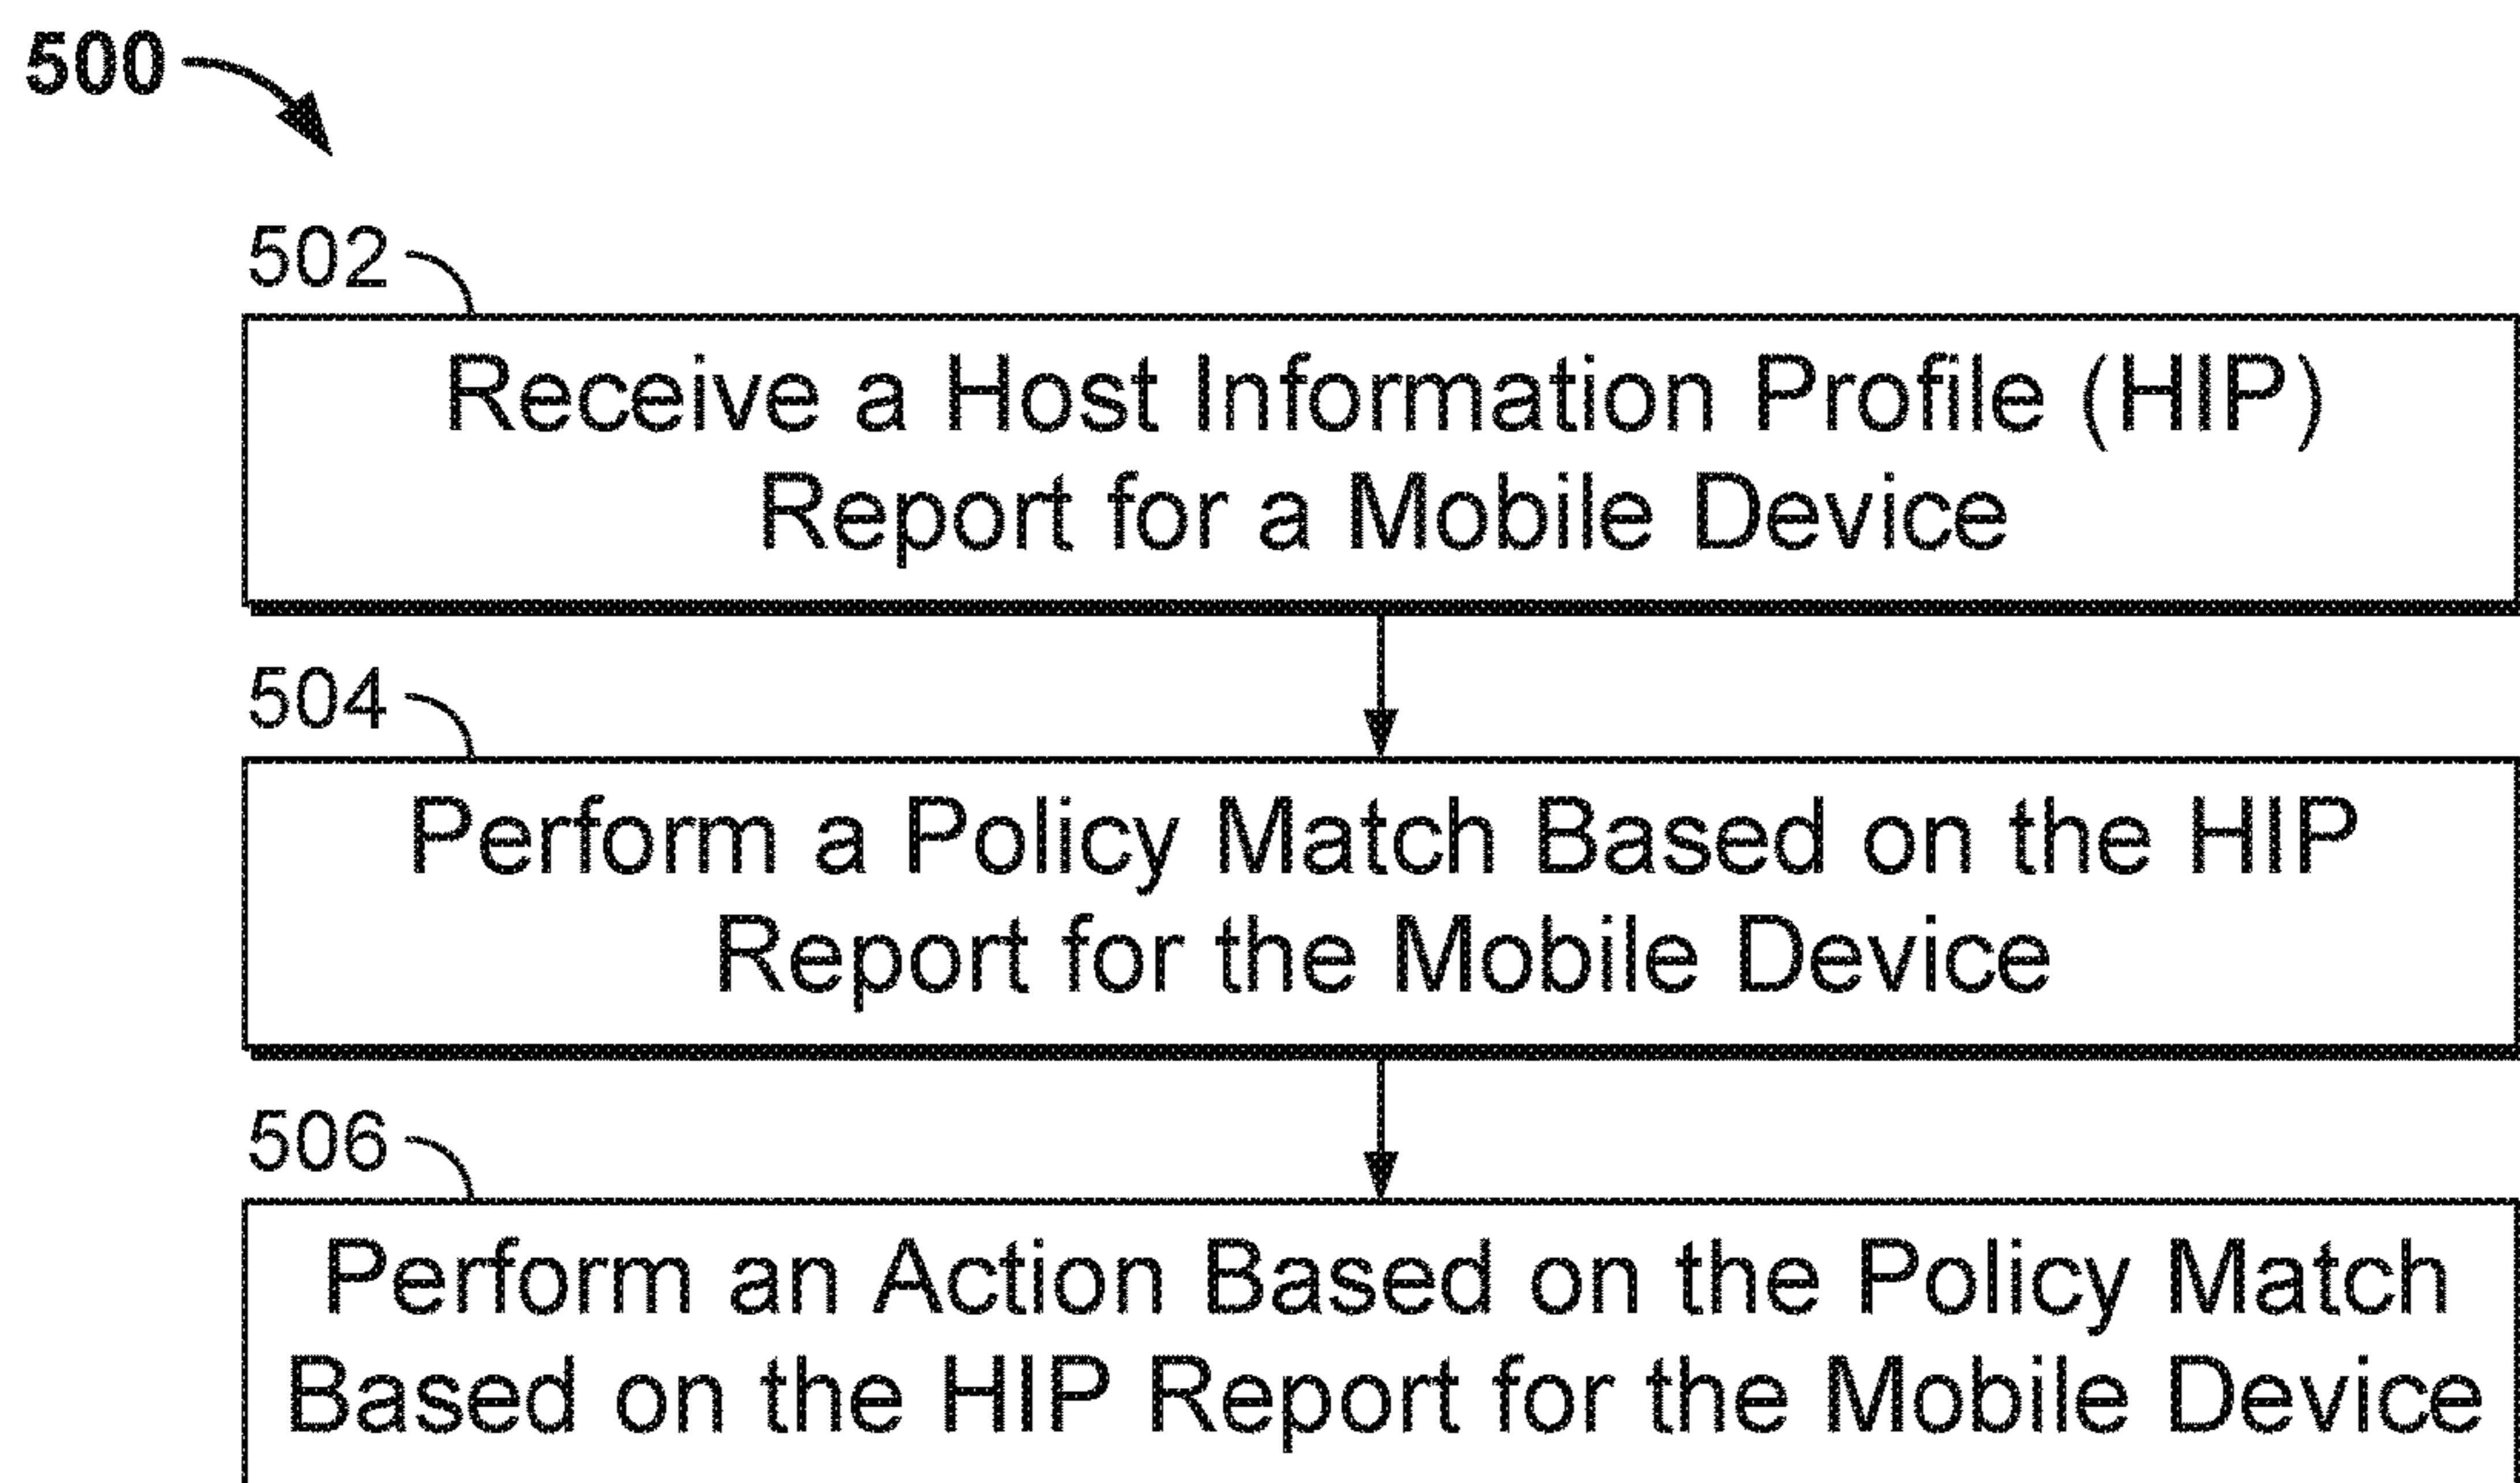 500
502
Receive a Host Information Profile (HIP)
Report for a Mobile Device
504
Perform a Policy Match Based on the HIP
Report for the Mobile Device
506
Perform an Action Based on the Policy Match
Based on the HIP Report for the Mobile Device